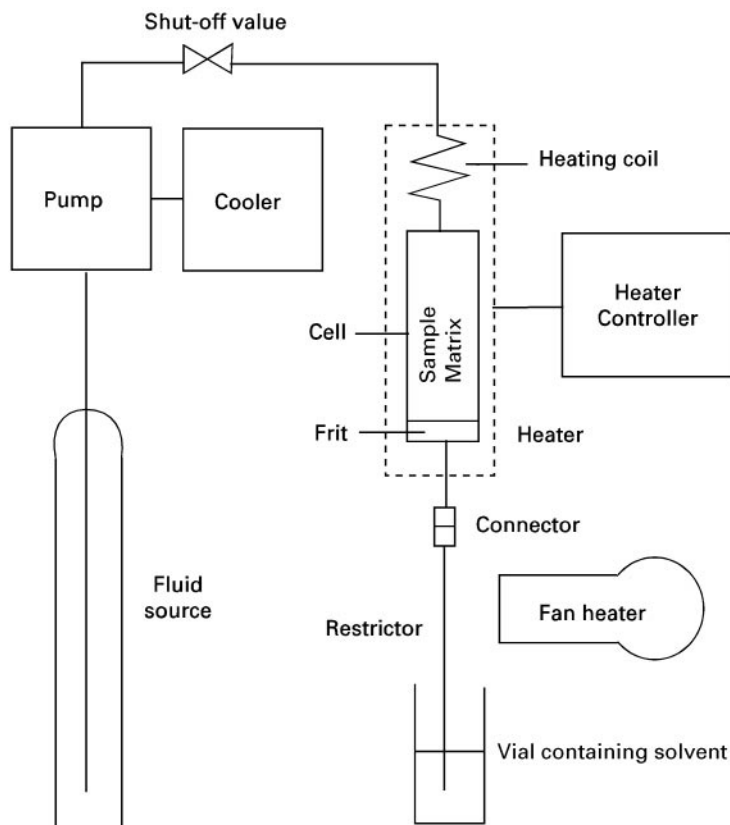 Shut-off value
Pump
Cooler
Heating coil
Heater
Controller
Cell
Sample
Matrix
Frit
Heater
Connector
Fluid
source
Restrictor
Fan heater
Vial containing solvent